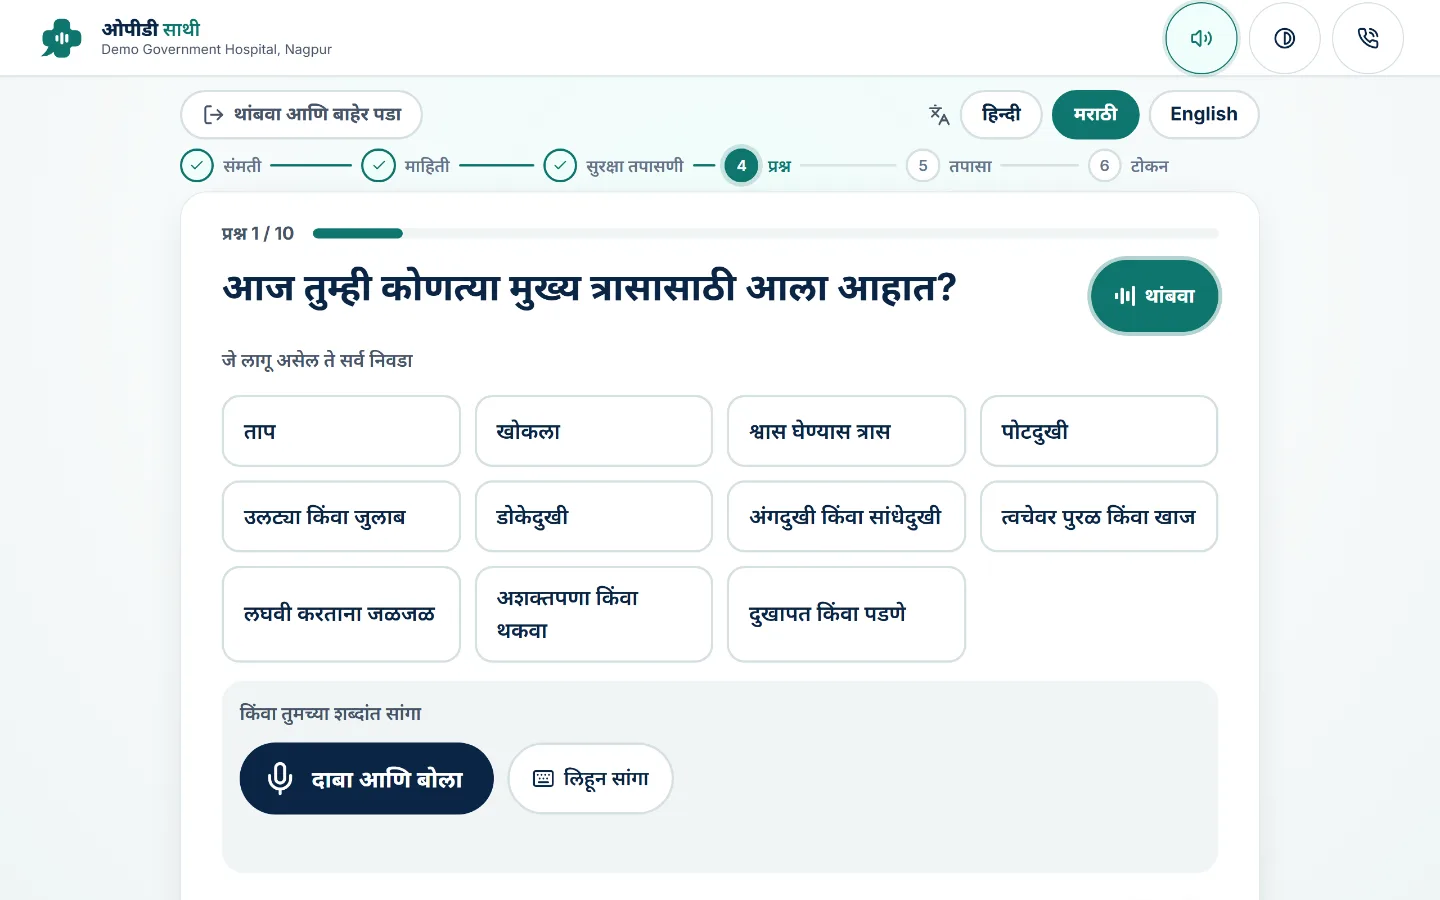 ओपीडी साथी
Demo Government Hospital, Nagpur
थांबवा आणि बाहेर पडा
हिन्दी
मराठी
English
संमती
माहिती
सुरक्षा तपासणी
4 प्रश्न
5 तपासा
6 टोकन
प्रश्न 1 / 10
आज तुम्ही कोणत्या मुख्य त्रासासाठी आला आहात?
थांबवा
जे लागू असेल ते सर्व निवडा
ताप
खोकला
श्वास घेण्यास त्रास
पोटदुखी
उलट्या किंवा जुलाब
डोकेदुखी
अंगदुखी किंवा सांधेदुखी
त्वचेवर पुरळ किंवा खाज
लघवी करताना जळजळ
अशक्तपणा किंवा
थकवा
दुखापत किंवा पडणे
किंवा तुमच्या शब्दांत सांगा
दाबा आणि बोला
लिहून सांगा